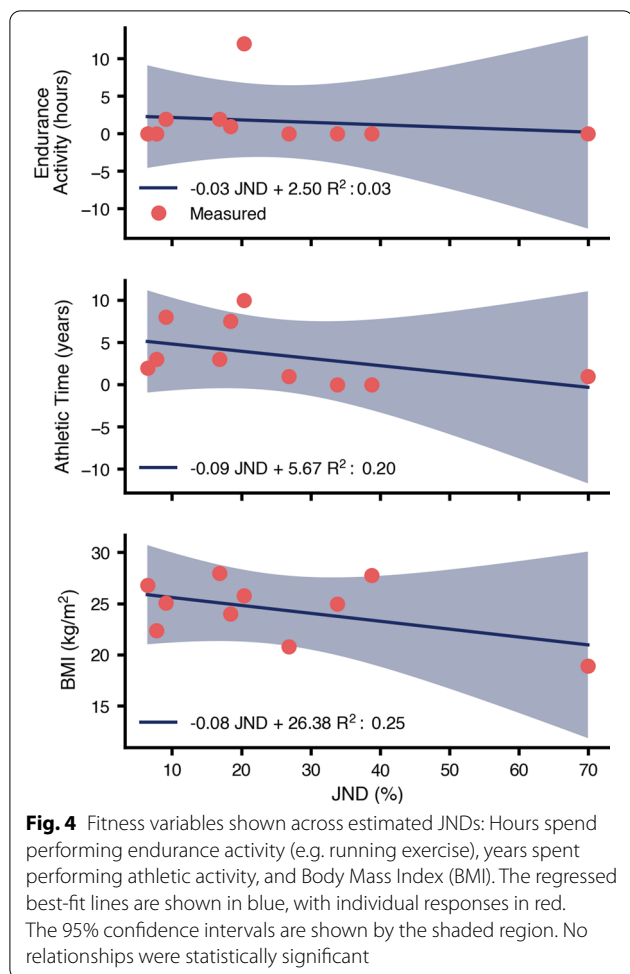 10
5
0
−5
−10
Endurance
Activity (hours)
-0.03 JND + 2.50 R²: 0.03
Measured
10
5
0
−5
−10
Athletic Time (years)
-0.09 JND + 5.67 R²: 0.20
30
25
20
15
BMI (kg/m²)
-0.08 JND + 26.38 R²: 0.25
10 20 30 40 50 60 70
JND (%)
Fig. 4 Fitness variables shown across estimated JNDs: Hours spend
performing endurance activity (e.g. running exercise), years spent
performing athletic activity, and Body Mass Index (BMI). The regressed
best-fit lines are shown in blue, with individual responses in red.
The 95% confidence intervals are shown by the shaded region. No
relationships were statistically significant